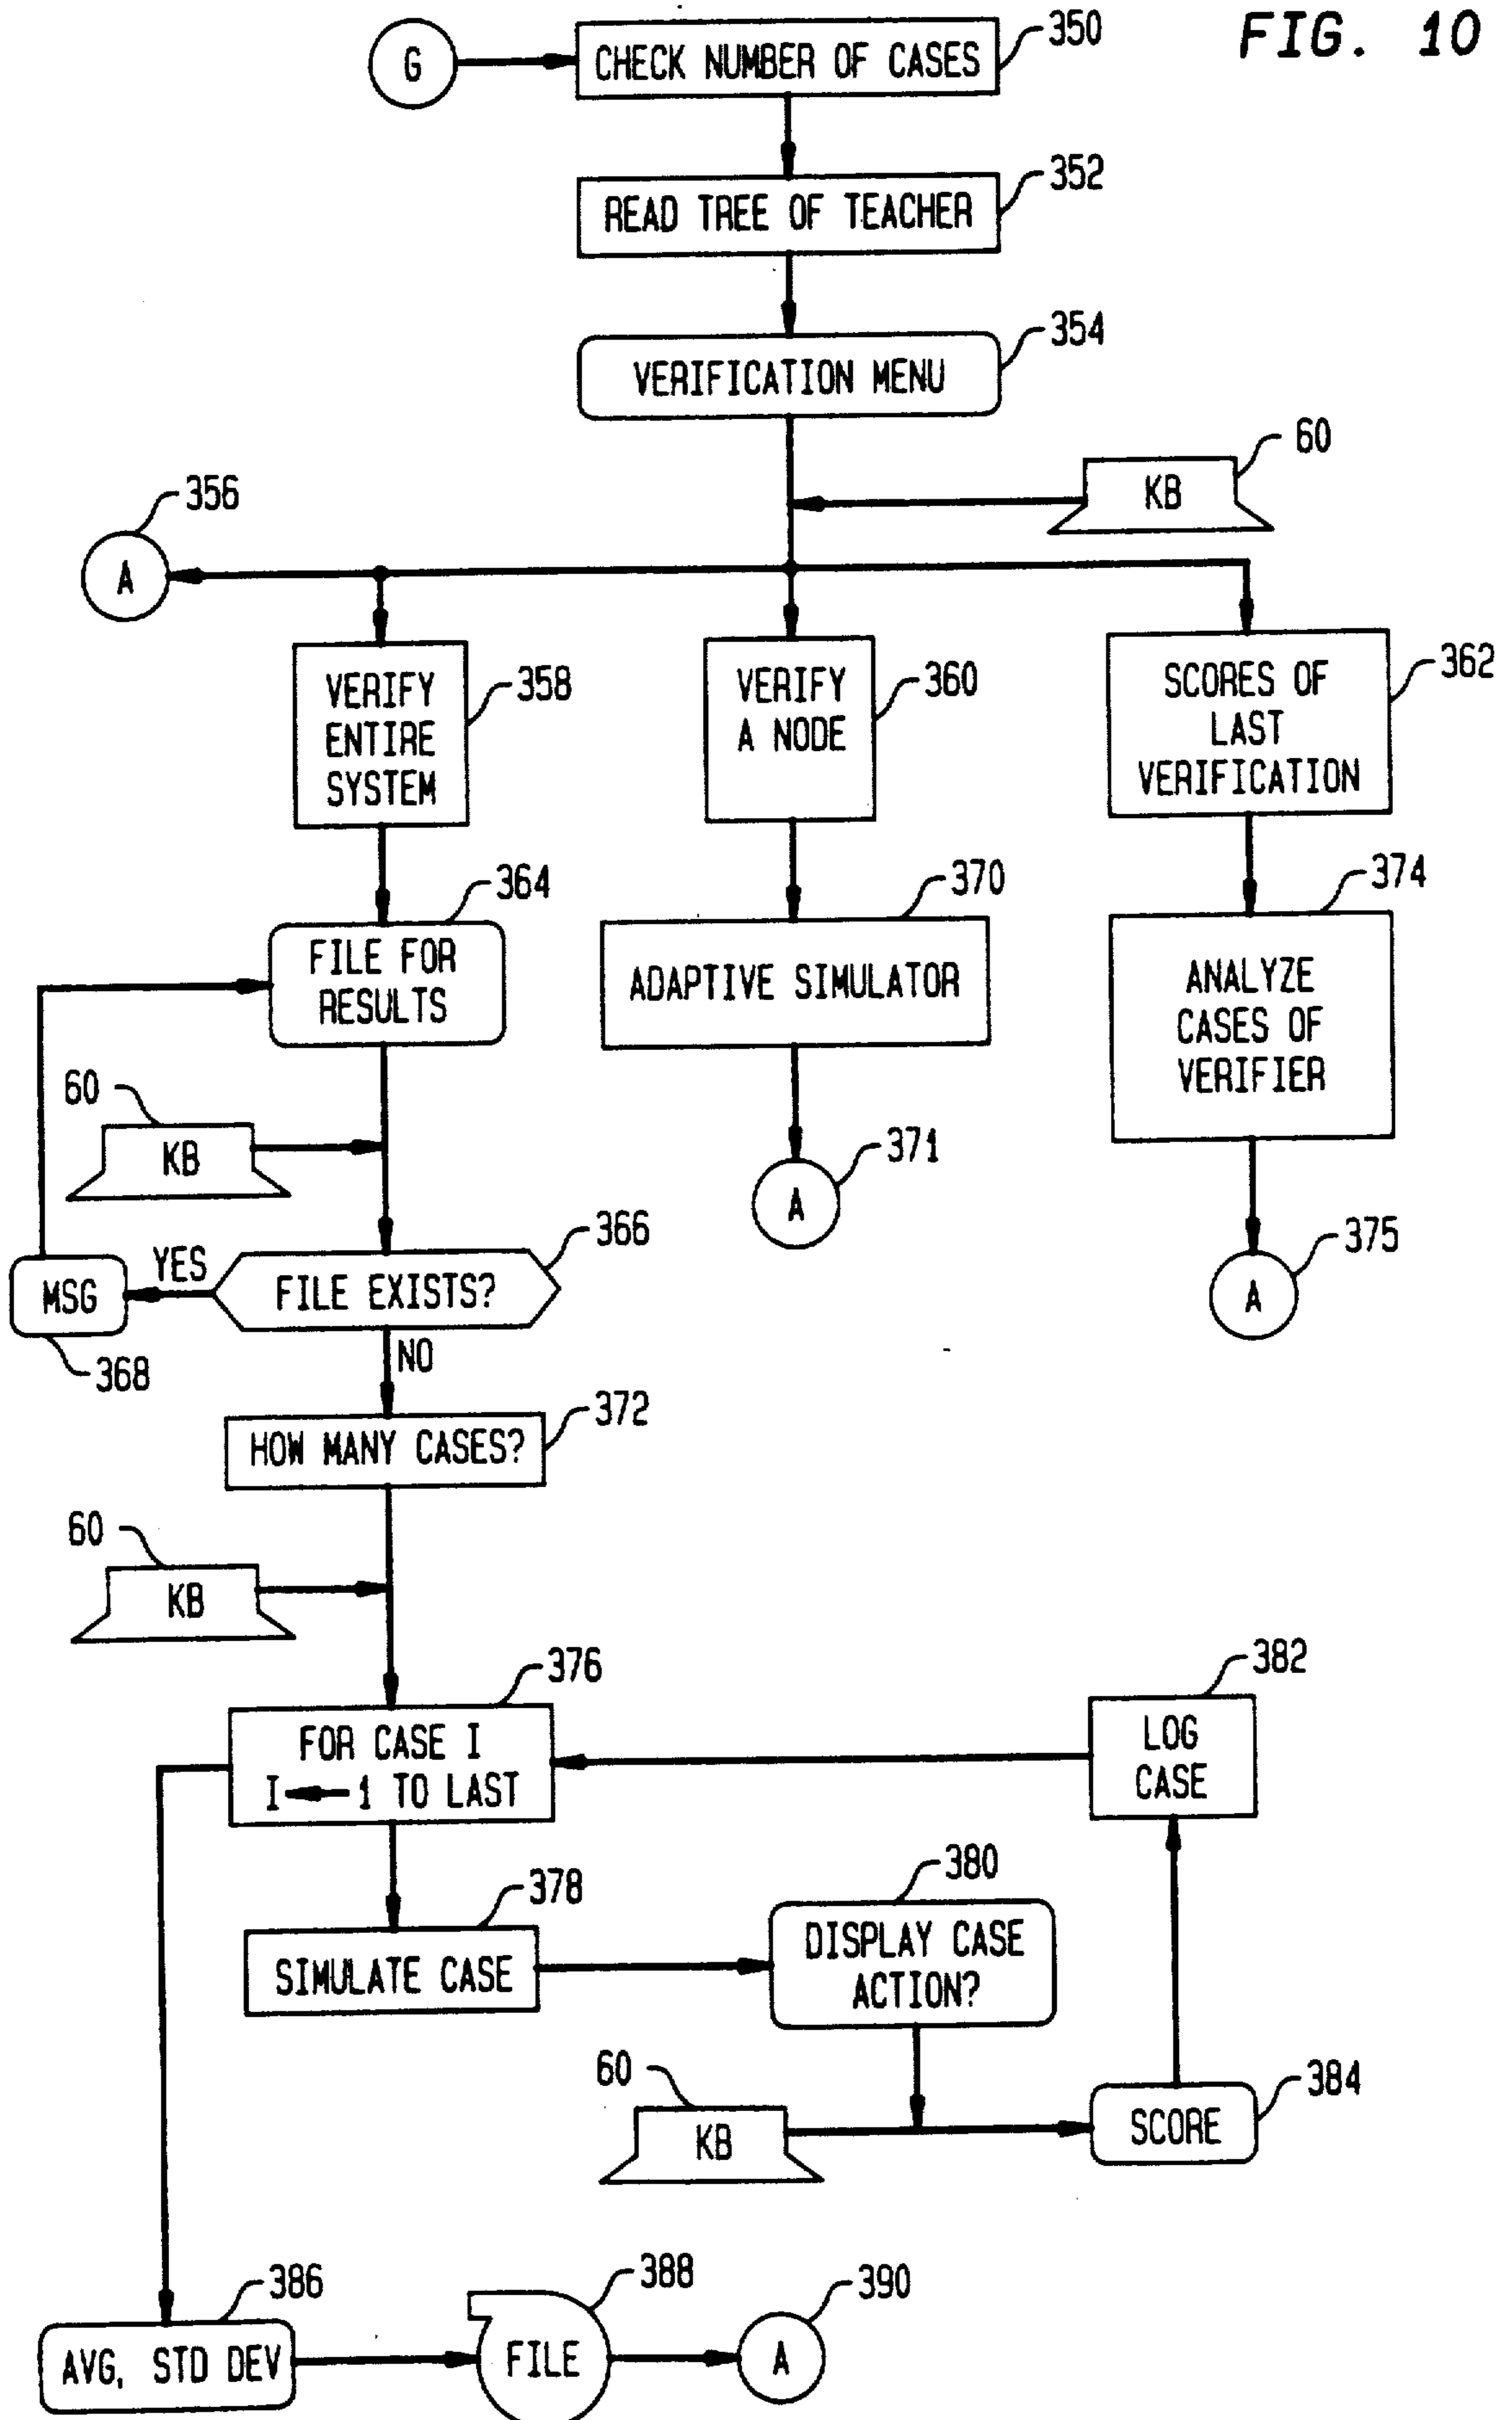 FIG. 10
G
CHECK NUMBER OF CASES
350
READ TREE OF TEACHER
352
VERIFICATION MENU
354
60
KB
356
A
VERIFY
ENTIRE
SYSTEM
358
VERIFY
A NODE
360
SCORES OF
LAST
VERIFICATION
362
FILE FOR
RESULTS
364
ADAPTIVE SIMULATOR
370
ANALYZE
CASES OF
VERIFIER
374
60
KB
A
371
A
375
MSG
368
YES
FILE EXISTS?
366
NO
HOW MANY CASES?
372
60
KB
FOR CASE I
I ← 1 TO LAST
376
LOG
CASE
382
SIMULATE CASE
378
DISPLAY CASE
ACTION?
380
60
KB
SCORE
384
AVG, STD DEV
386
FILE
388
A
390